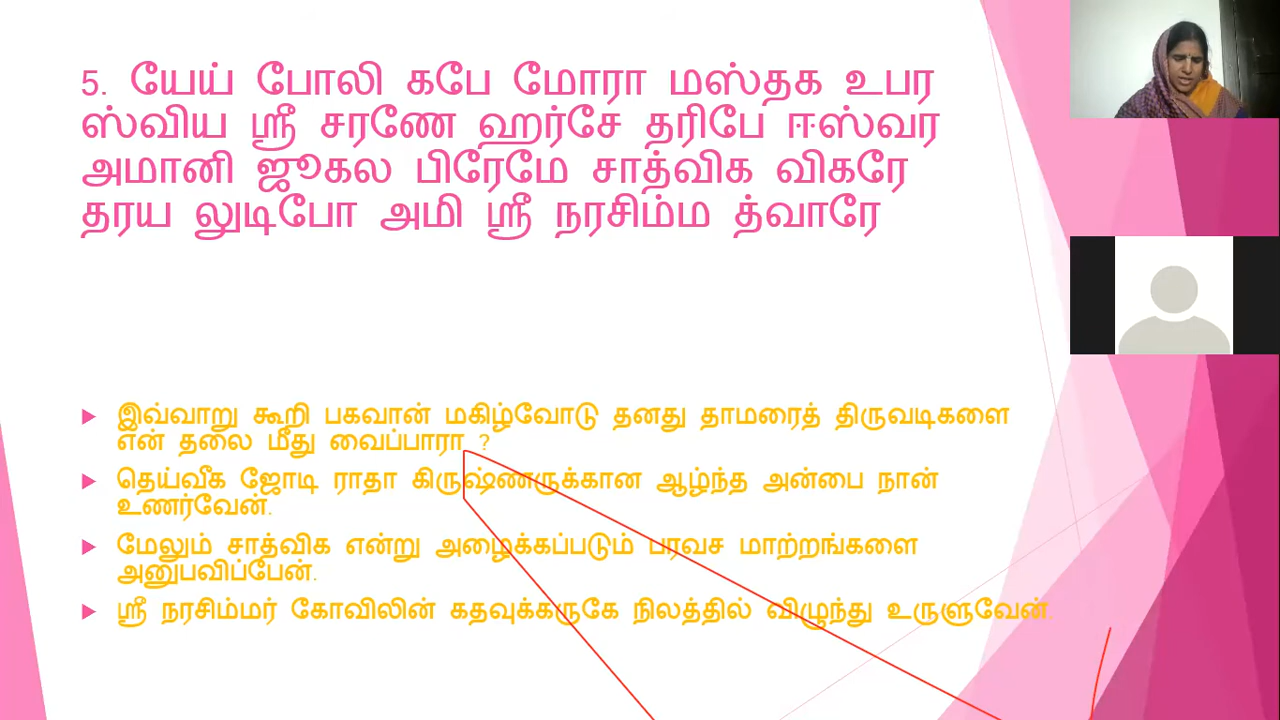 5. யேய் போலி கபே மோரா மஸ்தக உபர
ஸ்விய ஸ்ரீ சரணே ஹர்சே தரிபே ஈஸ்வர
அமானி ஜூகல பிரேமே சாத்விக விகரே
தரய லுடிபோ அமி ஸ்ரீ நரசிம்ம த்வாரே
இவ்வாறு கூறி பகவான் மகிழ்வோடு தனது தாமரைத் திருவடிகளை
என் தலை மீது வைப்பாரா ?
தெய்வீக ஜோடி ராதா கிருஷ்ணருக்கான ஆழ்ந்த அன்பை நான்
உணர்வேன்.
மேலும் சாத்விக என்று அழைக்கப்படும் பரவச மாற்றங்களை
அனுபவிப்பேன்.
ஸ்ரீ நரசிம்மர் கோவிலின் கதவுக்கருகே நிலத்தில் விழுந்து உருளுவேன்.